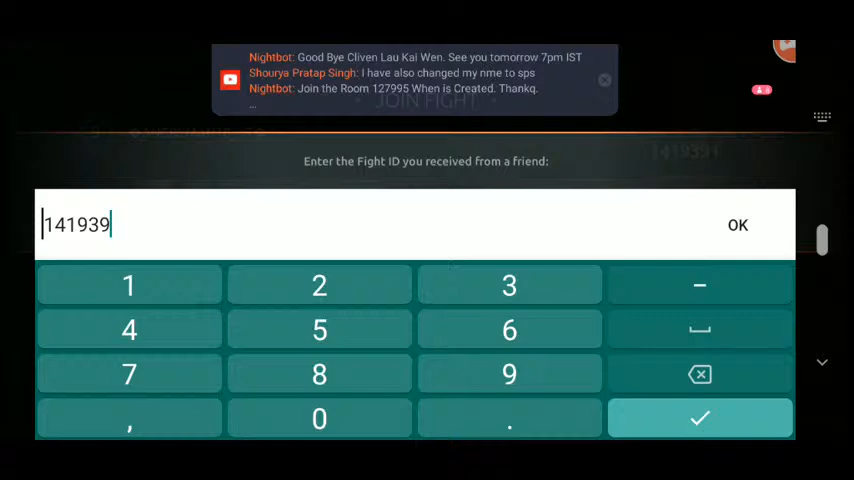 Nightbot: Good Bye Cliven Lau Kai Wen. See you tomorrow 7pm IST
Shourya Pratap Singh: I have also changed my nme to sps
Nightbot: Join the Room 127995 When is Created. Thankq.
...
JOIN FIGHT
Enter the Fight ID you received from a friend:
141939
OK
1 2 3 –
4 5 6
7 8 9
, 0 .